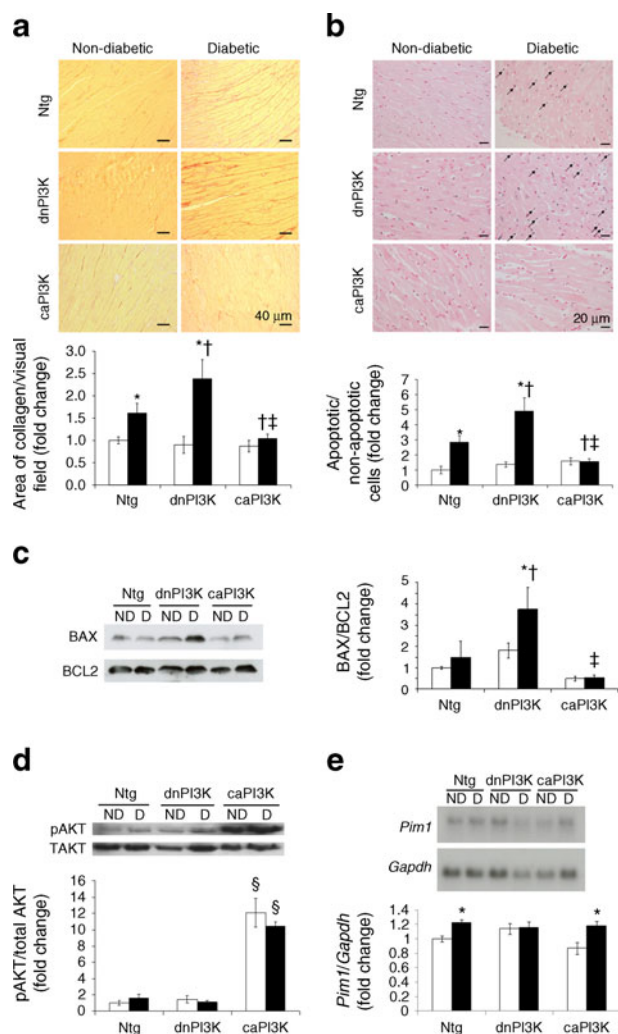 a
Non-diabetic Diabetic
Ntg
dnPI3K
caPI3K
40 µm
Area of collagen/visual
field (fold change)
3.0
2.5
2.0
1.5
1.0
0.5
0.0
* *† †‡
Ntg dnPI3K caPI3K
b
Non-diabetic Diabetic
Ntg
dnPI3K
caPI3K
20 µm
Apoptotic/
non-apoptotic
cells (fold change)
7
6
5
4
3
2
1
0
* *† †‡
Ntg dnPI3K caPI3K
c
Ntg dnPI3K caPI3K
ND D ND D ND D
BAX
BCL2
BAX/BCL2
(fold change)
6
5
4
3
2
1
0
*† ‡
Ntg dnPI3K caPI3K
d
Ntg dnPI3K caPI3K
ND D ND D ND D
pAKT
TAKT
pAKT/total AKT
(fold change)
16
14
12
10
8
6
4
2
0
§ §
Ntg dnPI3K caPI3K
e
Ntg dnPI3K caPI3K
ND D ND D ND D
Pim1
Gapdh
Pim1/Gapdh
(fold change)
1.4
1.2
1
0.8
0.6
0.4
0
* *
Ntg dnPI3K caPI3K